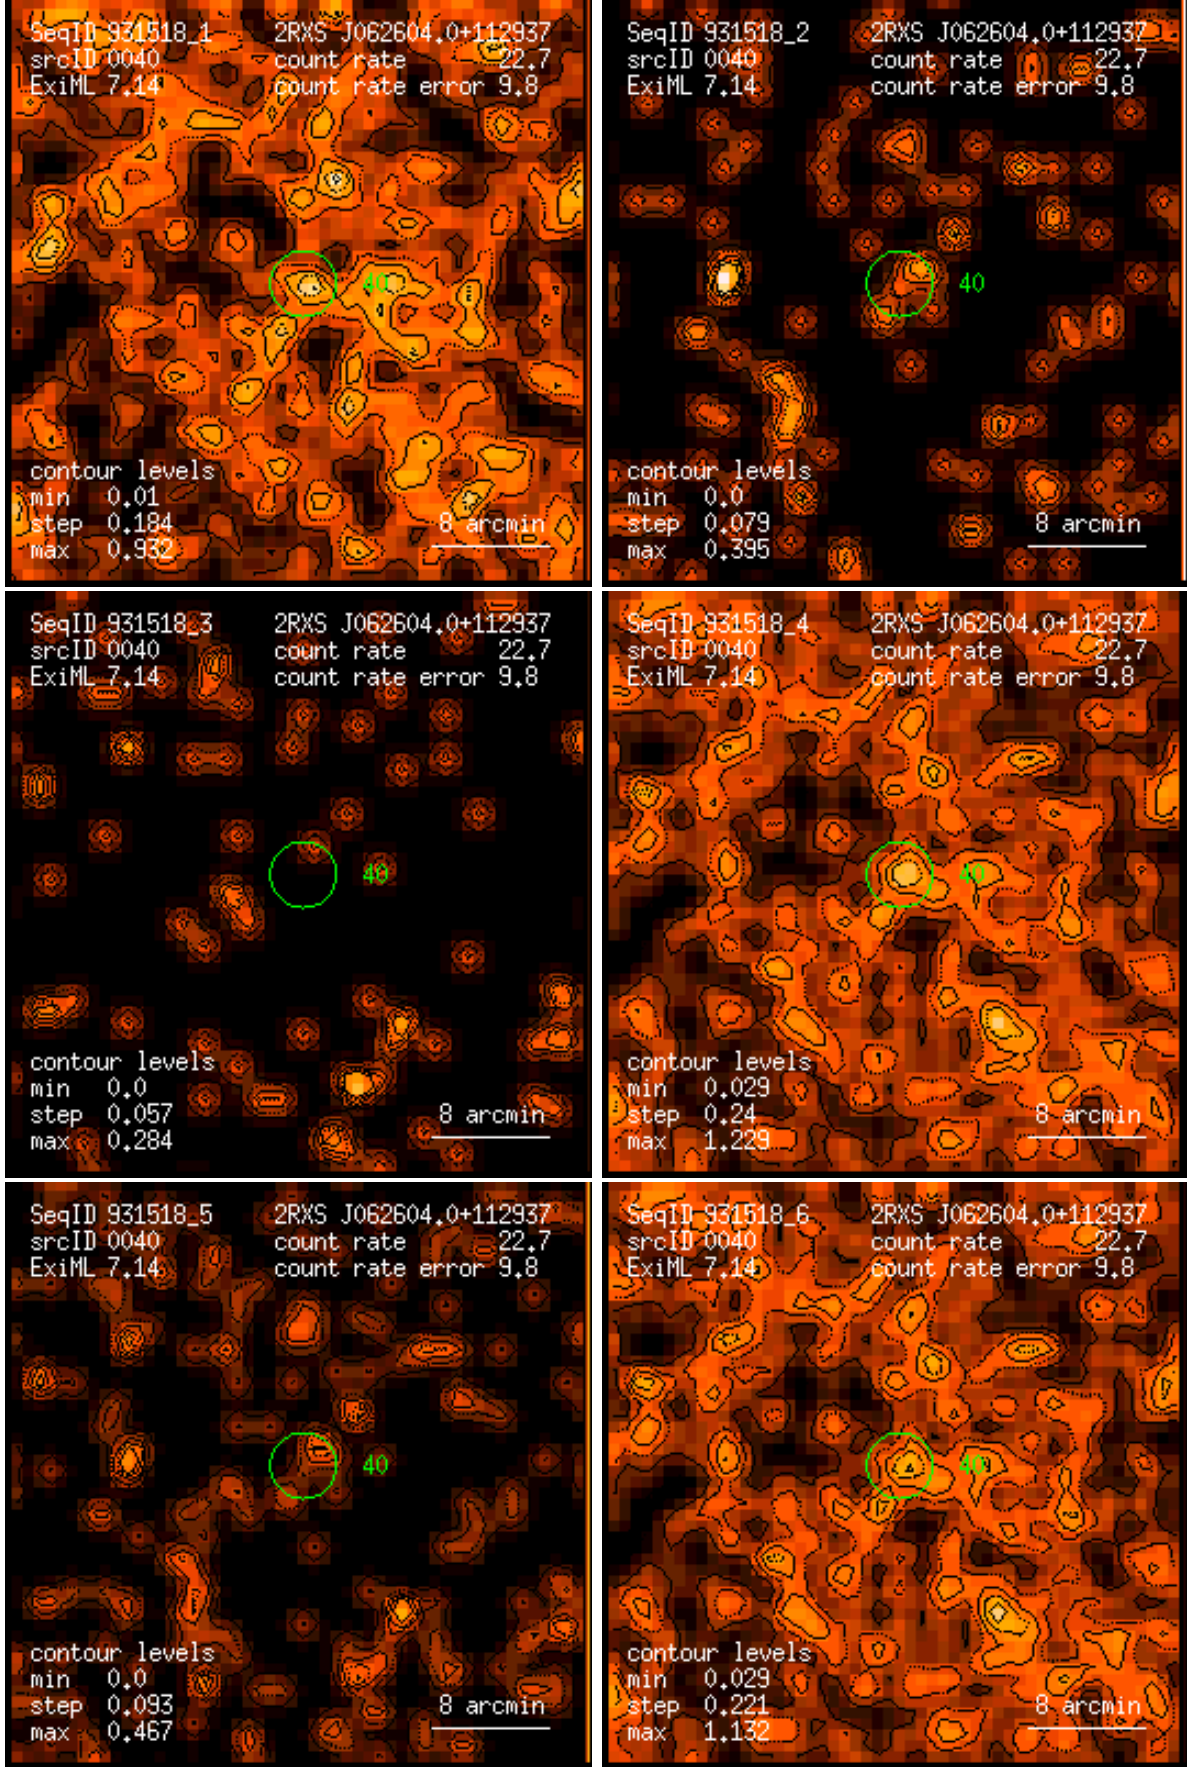 SeqID 931518_1 2RXS J062604.0+112937
srcID 0040 count rate 22.7
ExiML 7.14 count rate error 9.8
40
contour levels
min 0.01
step 0.184
max 0.932
8 arcmin
SeqID 931518_2 2RXS J062604.0+112937
srcID 0040 count rate 22.7
ExiML 7.14 count rate error 9.8
40
contour levels
min 0.0
step 0.079
max 0.395
8 arcmin
SeqID 931518_3 2RXS J062604.0+112937
srcID 0040 count rate 22.7
ExiML 7.14 count rate error 9.8
40
contour levels
min 0.0
step 0.057
max 0.284
8 arcmin
SeqID 931518_4 2RXS J062604.0+112937
srcID 0040 count rate 22.7
ExiML 7.14 count rate error 9.8
40
contour levels
min 0.029
step 0.24
max 1.229
8 arcmin
SeqID 931518_5 2RXS J062604.0+112937
srcID 0040 count rate 22.7
ExiML 7.14 count rate error 9.8
40
contour levels
min 0.0
step 0.093
max 0.467
8 arcmin
SeqID 931518_6 2RXS J062604.0+112937
srcID 0040 count rate 22.7
ExiML 7.14 count rate error 9.8
40
contour levels
min 0.029
step 0.221
max 1.132
8 arcmin